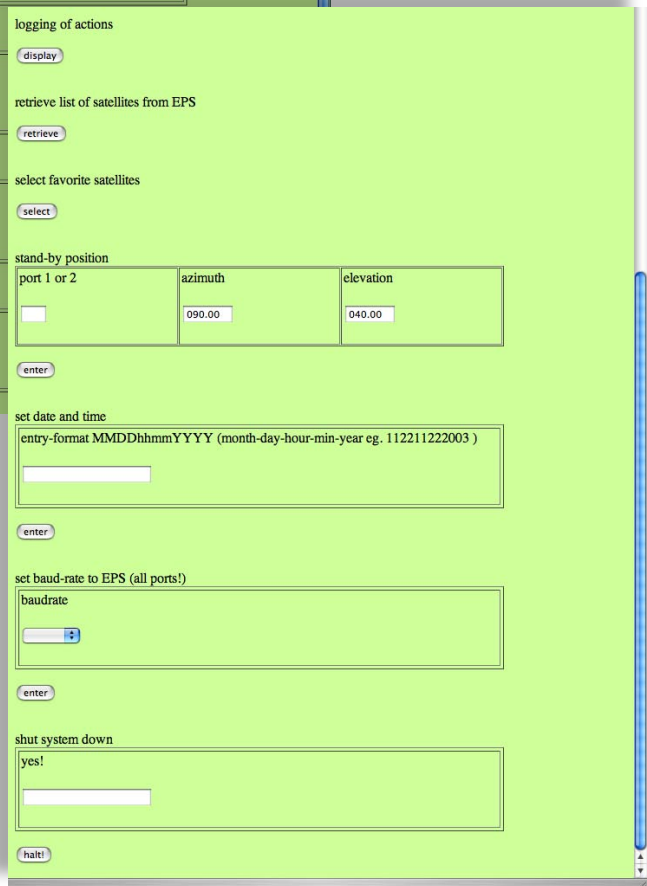 logging of actions
display
retrieve list of satellites from EPS
retrieve
select favorite satellites
select
stand-by position
port 1 or 2 azimuth elevation
090.00 040.00
enter
set date and time
entry-format MMDDhhmmYYYY (month-day-hour-min-year eg. 112211222003 )
enter
set baud-rate to EPS (all ports!)
baudrate
enter
shut system down
yes!
halt!